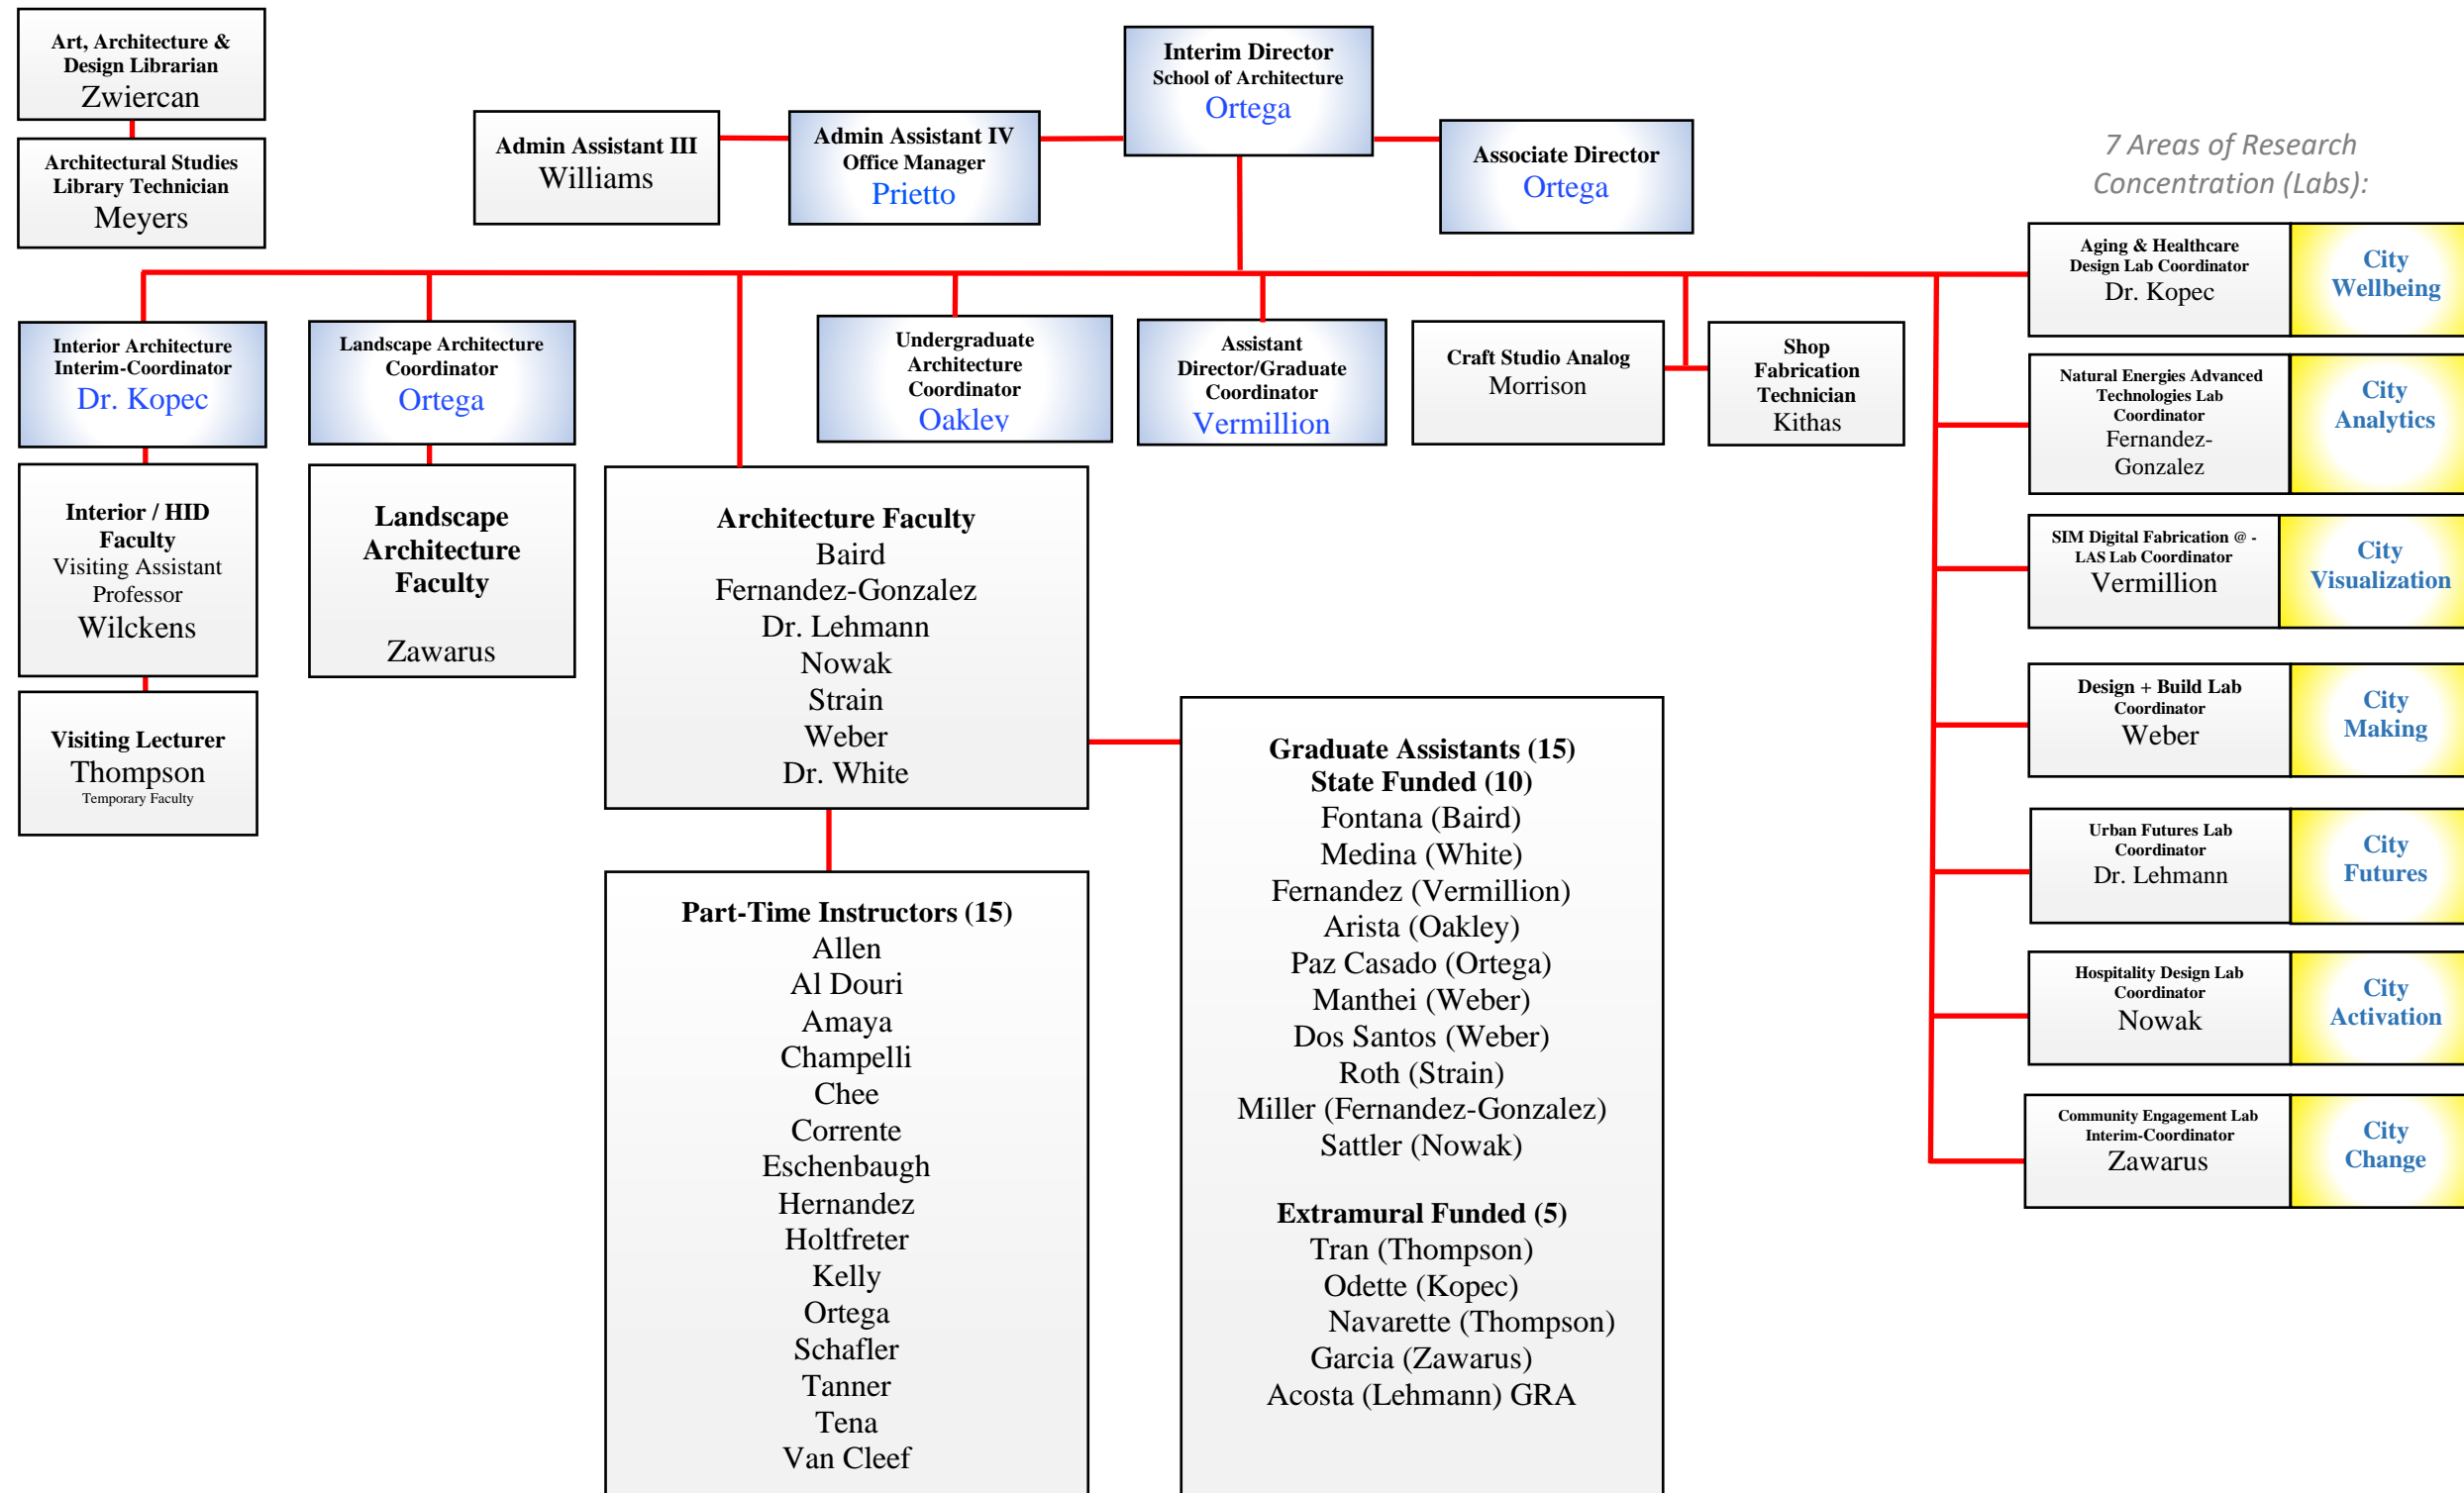 Art, Architecture &
Design Librarian
Zwiercan
Architectural Studies
Library Technician
Meyers
Admin Assistant III
Williams
Admin Assistant IV
Office Manager
Prietto
Interim Director
School of Architecture
Ortega
Associate Director
Ortega
7 Areas of Research
Concentration (Labs):
Interior Architecture
Interim-Coordinator
Dr. Kopec
Landscape Architecture
Coordinator
Ortega
Undergraduate
Architecture
Coordinator
Oakley
Assistant
Director/Graduate
Coordinator
Vermillion
Craft Studio Analog
Morrison
Shop
Fabrication
Technician
Kithas
Interior / HID
Faculty
Visiting Assistant
Professor
Wilckens
Visiting Lecturer
Thompson
Temporary Faculty
Landscape
Architecture
Faculty
Zawarus
Architecture Faculty
Baird
Fernandez-Gonzalez
Dr. Lehmann
Nowak
Strain
Weber
Dr. White
Part-Time Instructors (15)
Allen
Al Douri
Amaya
Champelli
Chee
Corrente
Eschenbaugh
Hernandez
Holtfreter
Kelly
Ortega
Schafler
Tanner
Tena
Van Cleef
Graduate Assistants (15)
State Funded (10)
Fontana (Baird)
Medina (White)
Fernandez (Vermillion)
Arista (Oakley)
Paz Casado (Ortega)
Manthei (Weber)
Dos Santos (Weber)
Roth (Strain)
Miller (Fernandez-Gonzalez)
Sattler (Nowak)
Extramural Funded (5)
Tran (Thompson)
Odette (Kopec)
Navarette (Thompson)
Garcia (Zawarus)
Acosta (Lehmann) GRA
Aging & Healthcare
Design Lab Coordinator
Dr. Kopec
City
Wellbeing
Natural Energies Advanced
Technologies Lab
Coordinator
Fernandez-
Gonzalez
City
Analytics
SIM Digital Fabrication @ -
LAS Lab Coordinator
Vermillion
City
Visualization
Design + Build Lab
Coordinator
Weber
City
Making
Urban Futures Lab
Coordinator
Dr. Lehmann
City
Futures
Hospitality Design Lab
Coordinator
Nowak
City
Activation
Community Engagement Lab
Interim-Coordinator
Zawarus
City
Change